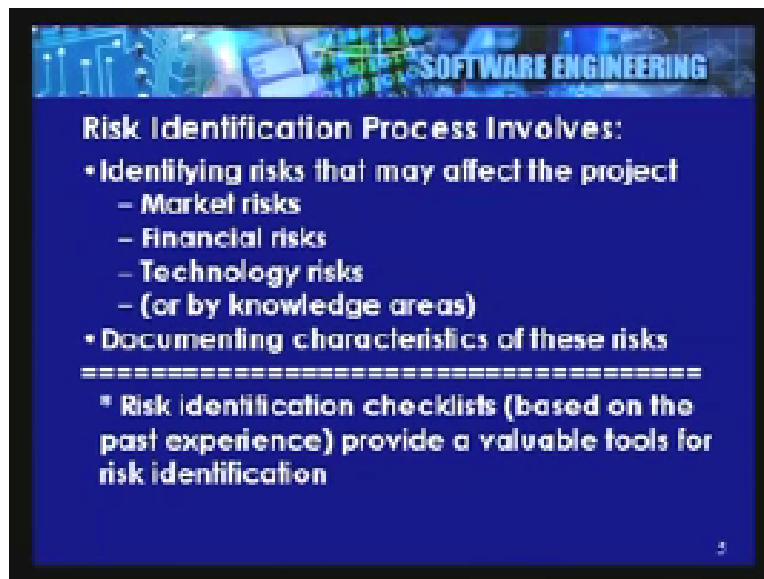 SOFTWARE ENGINEERING
Risk Identification Process Involves:
•Identifying risks that may affect the project
– Market risks
– Financial risks
– Technology risks
– (or by knowledge areas)
•Documenting characteristics of these risks
=====================================
* Risk identification checklists (based on the
past experience) provide a valuable tools for
risk identification